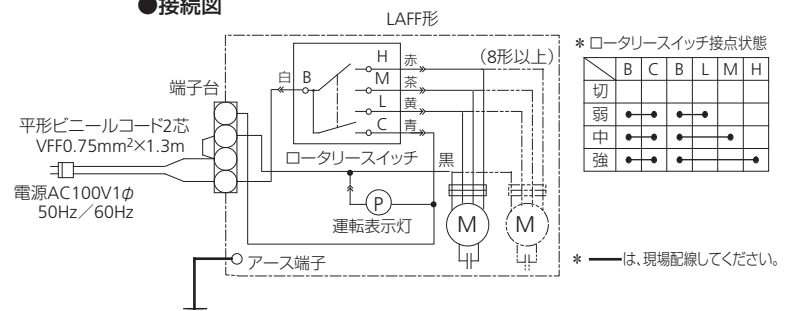 ●接続図
LAFF形
H 赤
(8形以上)
M 茶
白 B
L 黄
C 青
端子台
平形ビニールコード2芯
VFF0.75mm²×1.3m
ロータリースイッチ
黒
電源AC100V1φ
50Hz／60Hz
P
運転表示灯
M
M
アース端子
＊ロータリースイッチ接点状態
B C B L M H
切
弱
中
強
＊ ━━は、現場配線してください。